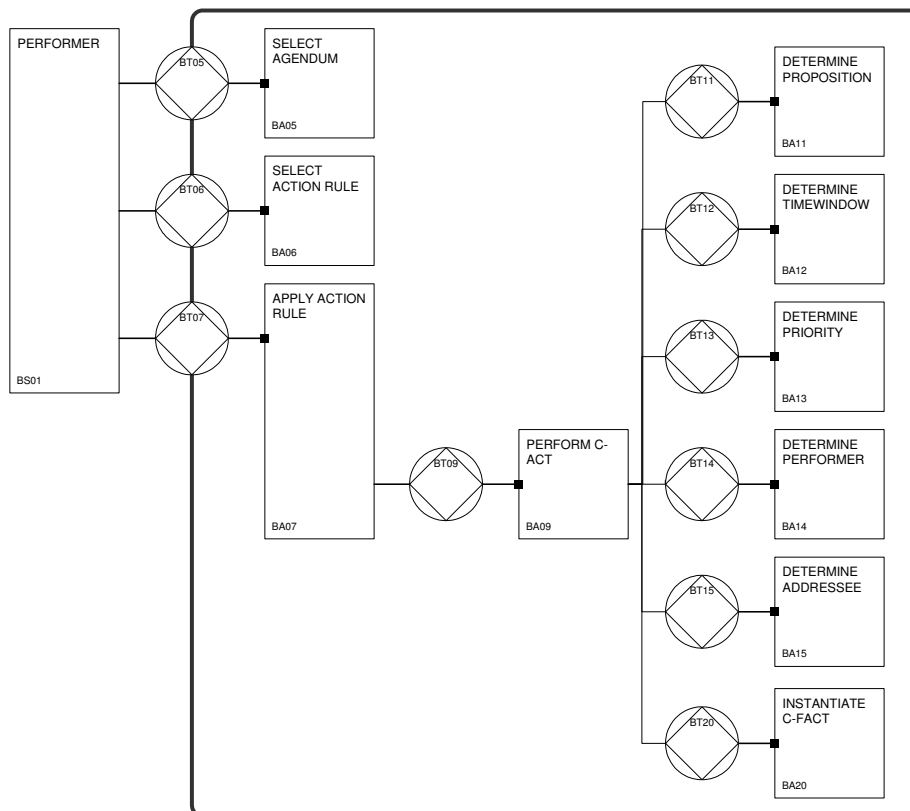 PERFORMER
BS01
BT05
SELECT
AGENDUM
BA05
BT06
SELECT
ACTION RULE
BA06
BT07
APPLY ACTION
RULE
BA07
BT09
PERFORM C-
ACT
BA09
BT11
DETERMINE
PROPOSITION
BA11
BT12
DETERMINE
TIMEWINDOW
BA12
BT13
DETERMINE
PRIORITY
BA13
BT14
DETERMINE
PERFORMER
BA14
BT15
DETERMINE
ADDRESSEE
BA15
BT20
INSTANTIATE
C-FACT
BA20